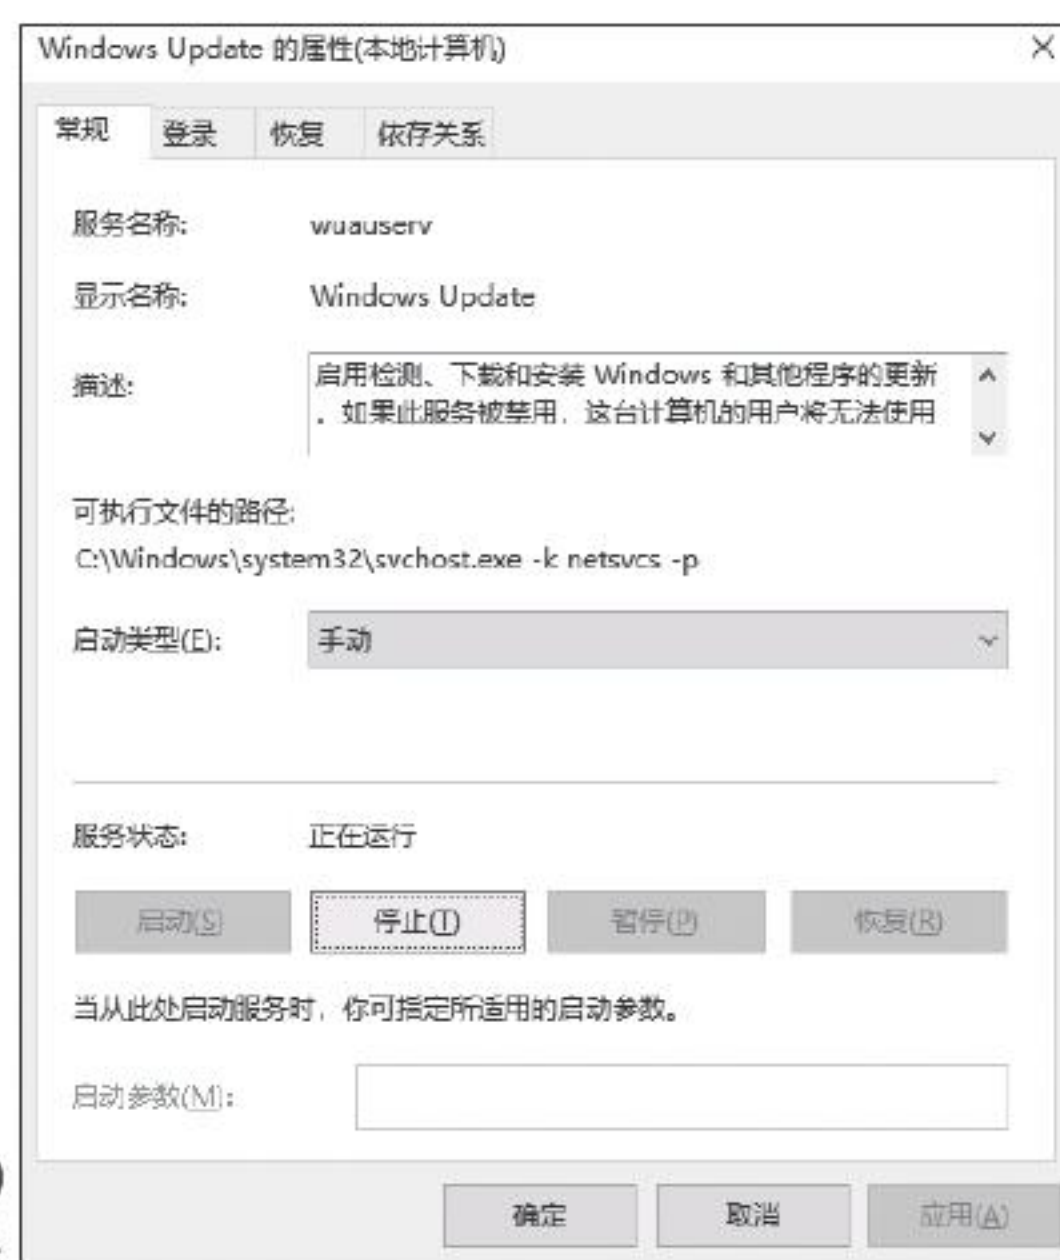 Windows Update 的属性(本地计算机)
常规 登录 恢复 依存关系
服务名称: wuauserv
显示名称: Windows Update
描述: 启用检测、下载和安装 Windows 和其他程序的更新
。如果此服务被禁用，这台计算机的用户将无法使用
可执行文件的路径:
C:\Windows\system32\svchost.exe -k netsvcs -p
启动类型(E): 手动
服务状态: 正在运行
启动(S) 停止(T) 暂停(P) 恢复(R)
当从此处启动服务时，你可指定所适用的启动参数。
启动参数(M):
确定 取消 应用(A)